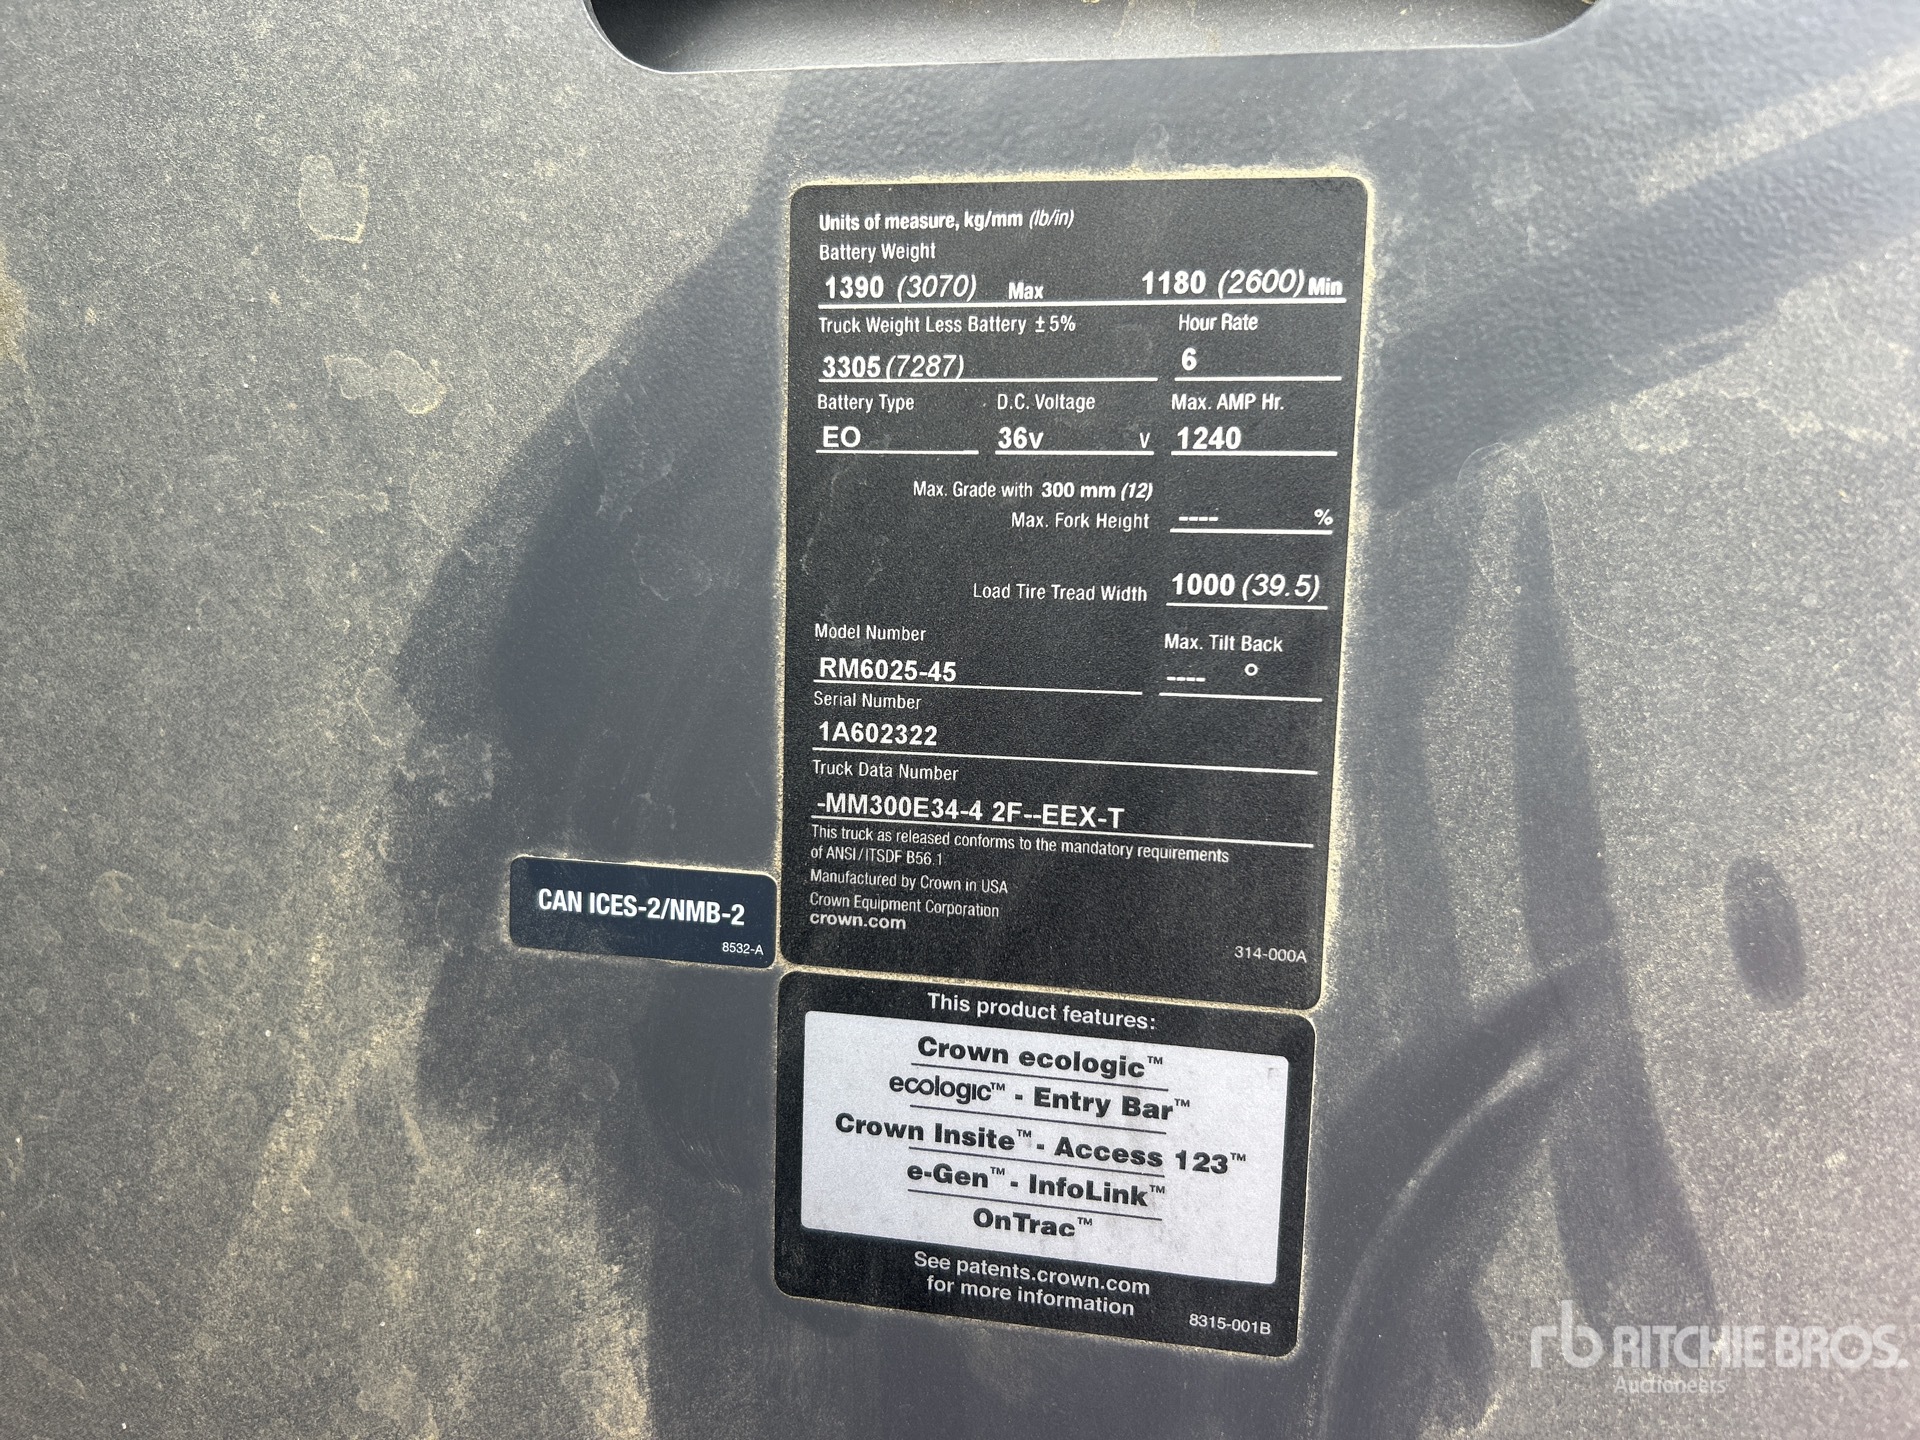 Units of measure, kg/mm (lb/in)
Battery Weight
1390 (3070) Max 1180 (2600) Min
Truck Weight Less Battery ±5% Hour Rate
3305 (7287) 6
Battery Type D.C. Voltage Max. AMP Hr.
EO 36v V 1240
Max. Grade with 300 mm (12)
Max. Fork Height ---- %
Load Tire Tread Width 1000 (39.5)
Model Number Max. Tilt Back
RM6025-45 ---- °
Serial Number
1A602322
Truck Data Number
-MM300E34-4 2F--EEX-T
This truck as released conforms to the mandatory requirements
of ANSI/ITSDF B56.1
Manufactured by Crown in USA
Crown Equipment Corporation
crown.com
314-000A
CAN ICES-2/NMB-2
8532-A
This product features:
Crown ecologic™
ecologic™ - Entry Bar™
Crown Insite™ - Access 123™
e-Gen™ - InfoLink™
OnTrac™
See patents.crown.com
for more information
8315-001B
rb RITCHIE BROS.
Auctioneers